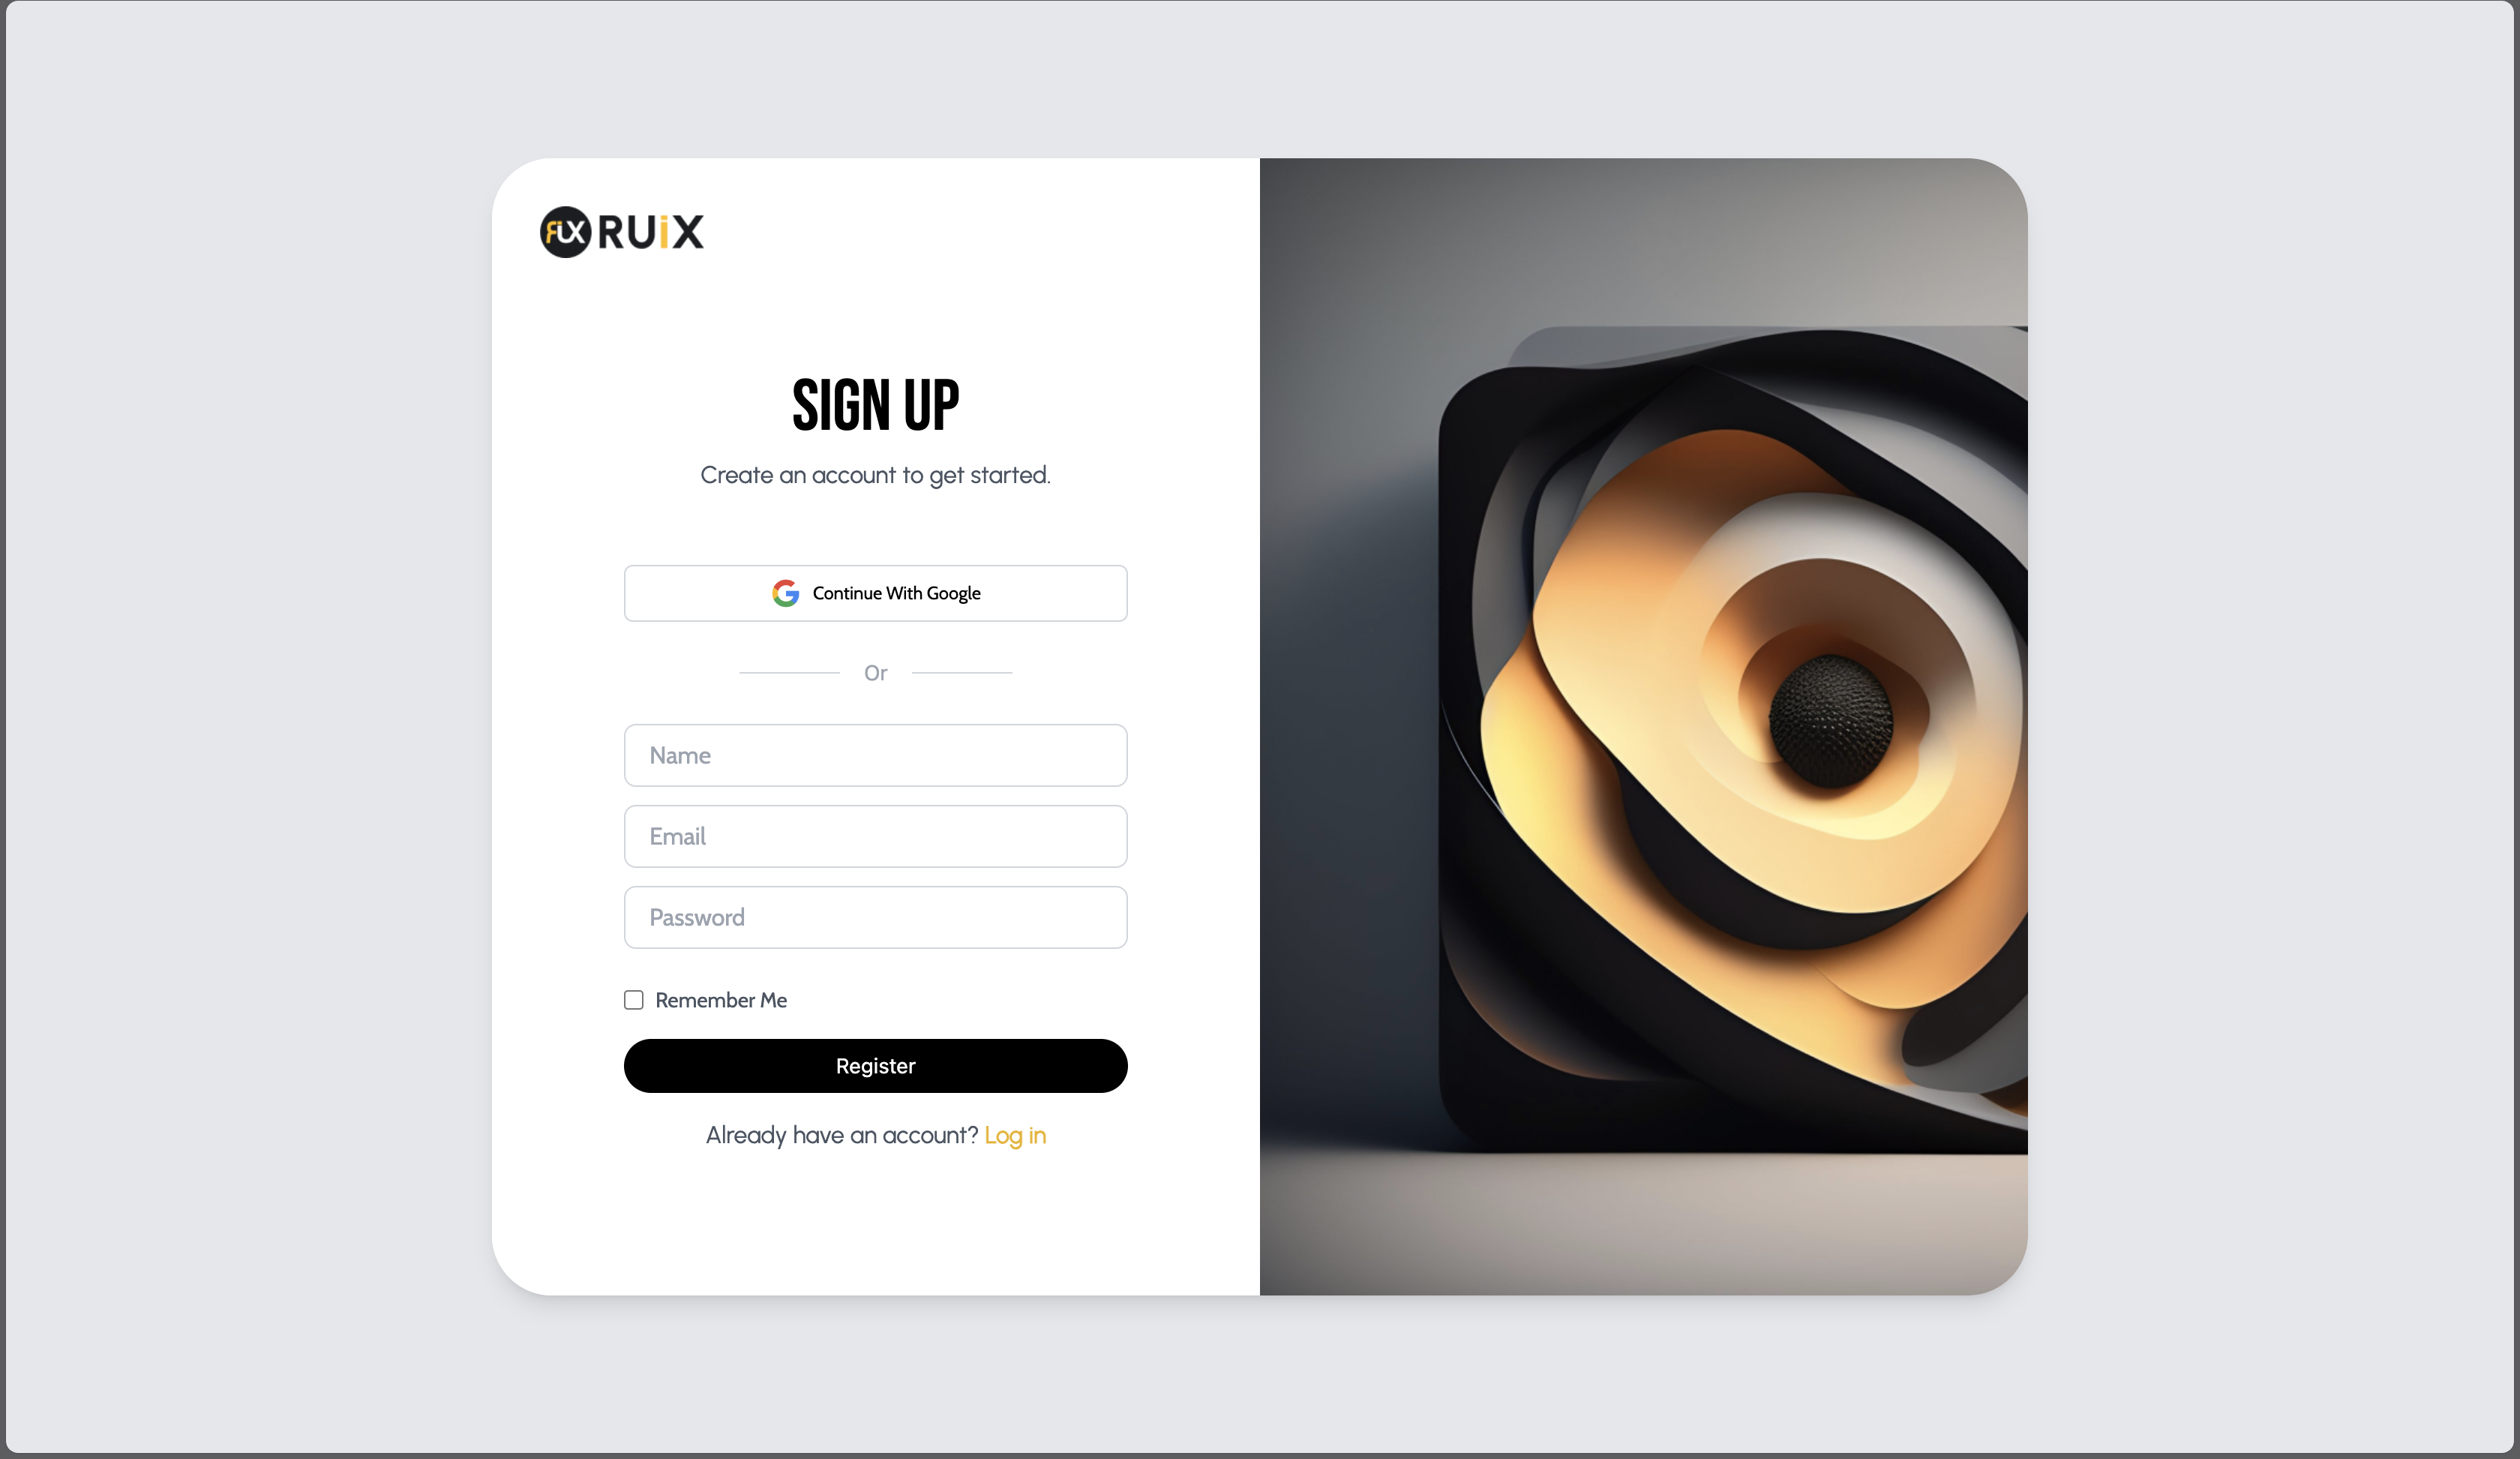 RUiX
SIGN UP
Create an account to get started.
Continue With Google
Or
Name
Email
Password
Remember Me
Register
Already have an account? Log in